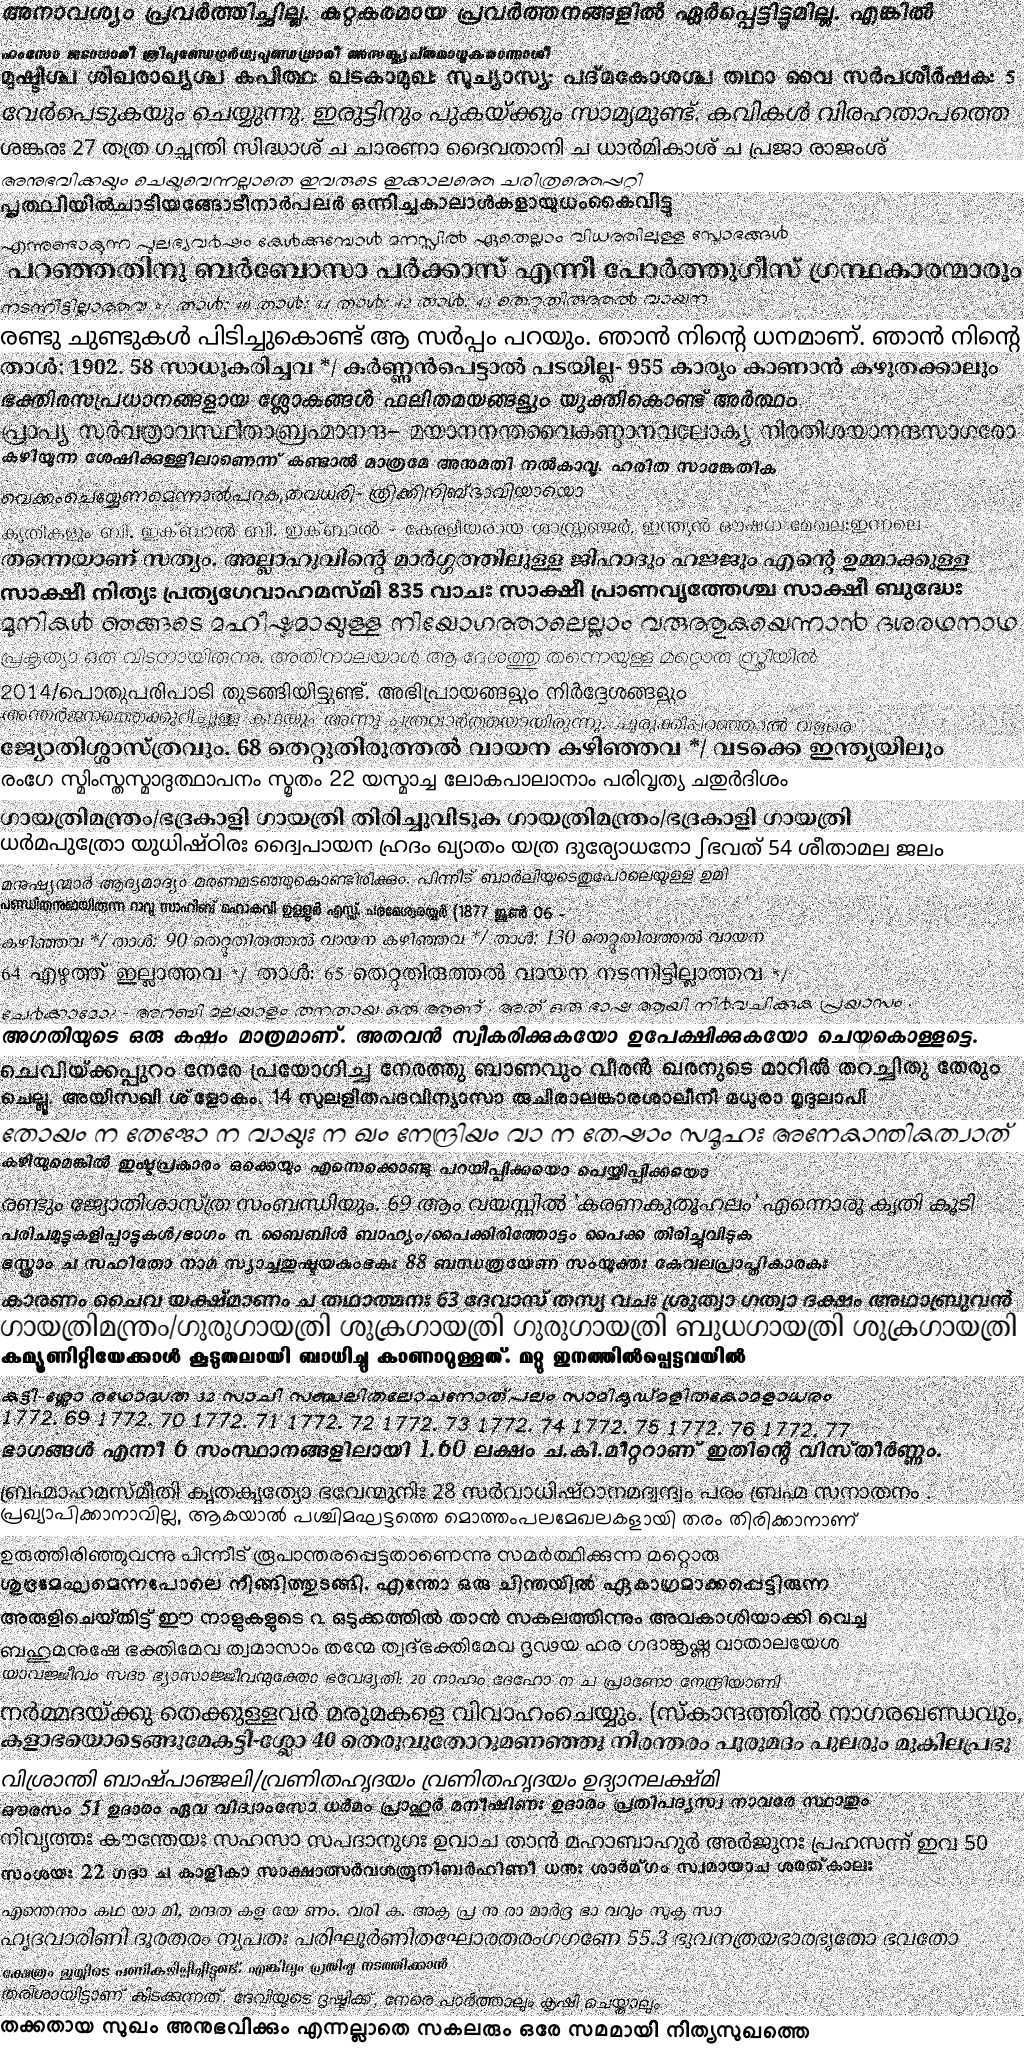 അനാവശ്യം പ്രവർത്തിച്ചില്ല. കുറ്റകരമായ പ്രവർത്തനങ്ങളിൽ ഏർപ്പെട്ടിട്ടുമില്ല. എങ്കിൽ
ഹംസോ ജടാധാരീ
മുഷ്ടീശ്ച ശിഖരാഖ്യശ്ച കപിത്ഥഃ ഖടകാമുഖഃ സൂച്യാസ്യഃ പദ്മകോശശ്ച തഥാ വൈ സർപശീർഷകഃ 5
വേർപെടുകയും ചെയ്യുന്നു. ഇരുട്ടിനും പുകയ്ക്കും സാമ്യമുണ്ട്. കവികൾ വിരഹതാപത്തെ
ശങ്കരഃ 27 തത്ര ഗച്ഛന്തി സിദ്ധാശ് ച ചാരണാ ദൈവതാനി ച ധാർമികാശ് ച പ്രജാ രാജംശ്
അനുഭവിക്കയും ചെയ്തുവെന്നല്ലാതെ ഇവരുടെ ഇക്കാലത്തെ ചരിത്രത്തെപ്പറ്റി
പൃത്ഥ്വിയിൽചാടിയങ്ങോടീനാർപലർ ഒന്നിച്ചകാലാൾകളായുധംകൈവിട്ടു
എന്നുണ്ടാകുന്ന പുലഭ്യവർഷം കേൾക്കുമ്പോൾ മനസ്സിൽ ഏതെല്ലാം വിധത്തിലുള്ള ക്ഷോഭങ്ങൾ
പറഞ്ഞതിനു ബർബോസാ പർക്കാസ് എന്നീ പോർത്തുഗീസ് ഗ്രന്ഥകാരന്മാരും
നടന്നിട്ടില്ലാത്തവ */ താൾ: താൾ: താൾ: 42 താൾ: 43 തെറ്റുതിരുത്തൽ വായന
രണ്ടു ചുണ്ടുകൾ പിടിച്ചുകൊണ്ട് ആ സർപ്പം പറയും. ഞാൻ നിന്റെ ധനമാണ്. ഞാൻ നിന്റെ
താൾ: 1902. 58 സാധൂകരിച്ചവ */ കർണ്ണൻപെട്ടാൽ പടയില്ല- 955 കാര്യം കാണാൻ കഴുതക്കാലും
ഭക്തിരസപ്രധാനങ്ങളായ ശ്ലോകങ്ങൾ ഫലിതമയങ്ങളും യുക്തികൊണ്ട് അർത്ഥം
പ്രാപ്യ സർവത്രാവസ്ഥിതാബ്രഹ്മാനന്ദ– മയാനനന്തവൈകുണ്ഠാനവലോക്യ നിരതിശയാനന്ദസാഗരോ
കഴിയുന്ന ശേഷിക്കുള്ളിലാണെന്ന് കണ്ടാൽ മാത്രമേ അനുമതി നൽകാവൂ. ഹരിത സാങ്കേതിക
വെക്കംചെയ്യേണമെന്നാൽപറക,തവധരി- ത്രിക്കിനിബ്ദാവിയായൊ
കൃതികളും ബി. ഇക്ബാൽ ബി. ഇക്ബാൻ - കേരളീയരായ ശാസ്ത്രജ്ഞർ. ഇന്ത്യൻ ഔഷധ മേഖല:ഇന്നലെ
തന്നെയാണ് സത്യം. അല്ലാഹുവിന്റെ മാർഗ്ഗത്തിലുള്ള ജിഹാദും ഹജജും എന്റെ ഉമ്മാക്കുള്ള
സാക്ഷീ നിത്യഃ പ്രത്യഗേവാഹമസ്മി 835 വാചഃ സാക്ഷീ പ്രാണവൃത്തേശ്ച സാക്ഷീ ബുദ്ധേഃ
മുനികൾ ഞങ്ങടെ മഹീഷ്ഠമായുള്ള നിയോഗത്താലെല്ലാം വരുത്തുകയെന്നാൻ ദശരഥനാഥ
പ്രകൃത്യാ ഒരു വിടനായിരുന്നു. അതിനാലയാൾ ആ ദേശത്തു തന്നെയുള്ള മറ്റൊരു സ്ത്രീയിൽ
2014/പൊതുപരിപാടി തുടങ്ങിയിട്ടുണ്ട്. അഭിപ്രായങ്ങളും നിർദ്ദേശങ്ങളും
അന്തർജനത്തെക്കുറിച്ചുള്ള കഥയും അന്നു പത്രവാർത്തയായിരുന്നു. ചുരുക്കിപ്പറഞ്ഞാൽ വളരെ
ജ്യോതിശ്ശാസ്ത്രവും. 68 തെറ്റുതിരുത്തൽ വായന കഴിഞ്ഞവ */ വടക്കെ ഇന്ത്യയിലും
രംഗേ സ്മിംസ്തസ്മാദുത്ഥാപനം സ്മൃതം 22 യസ്മാച്ച ലോകപാലാനാം പരിവൃത്യ ചതുർദിശം
ഗായത്രിമന്ത്രം/ഭദ്രകാളി ഗായത്രി തിരിച്ചുവിടുക ഗായത്രിമന്ത്രം/ഭദ്രകാളി ഗായത്രി
ധർമപുത്രോ യുധിഷ്ഠിരഃ ദ്വൈപായന ഹ്രദം ഖ്യാതം യത്ര ദുര്യോധനോ ഽഭവത് 54 ശീതാമല ജലം
മനുഷ്യന്മാർ ആദ്യമാദ്യം മരണമടഞ്ഞുകൊണ്ടിരിക്കും. പിന്നീട് ബാർലിയുടെതുപോലെയുള്ള ഉമി
പണ്ഡിതനുമായിരുന്ന റാവു സാഹിബ് മഹാകവി ഉള്ളൂർ എസ്സ്. പരമേശ്വരയ്യർ (1877 ജൂൺ 06 -
കഴിഞ്ഞവ */ താൾ: 90 തെറ്റുതിരുത്തൽ വായന കഴിഞ്ഞവ */ താൾ: 130 തെറ്റുതിരുത്തൽ വായന
64 എഴുത്ത് ഇല്ലാത്തവ */ താൾ: 65 തെറ്റുതിരുത്തൽ വായന നടന്നിട്ടില്ലാത്തവ */
ചേർക്കാമോ? - അറബി മലയാളം തനതായ ഒരു ആണ് - അത് ഒരു ഭാഷ ആയി നിർവചിക്കുക പ്രയാസം
അഗതിയുടെ ഒരു കഷ്ണം മാത്രമാണ്. അതവൻ സ്വീകരിക്കുകയോ ഉപേക്ഷിക്കുകയോ ചെയ്തുകൊള്ളട്ടെ.
ചെവിയ്ക്കപ്പുറം നേരേ പ്രയോഗിച്ച നേരത്തു ബാണവും വീരൻ ഖരനുടെ മാറിൽ തറച്ചിതു തേരും
ചെല്ലൂ. അയിസഖി ശ്ളോകം. 14 സുലളിതപദവിന്യാസാ രുചിരാലങ്കാരശാലിനീ മധുരാ മൃദുലാപി
തോയം ന തേജോ ന വായുഃ ന ഖം നേന്ദ്രിയം വാ ന തേഷാം സമൂഹഃ അനേകാന്തികത്വാത്
കഴിയുമെങ്കിൽ ഇഷ്ടപ്രകാരം ഒക്കെയും എന്നെക്കൊണ്ടു പറയിപ്പിക്കയൊ പെയ്യിപ്പിക്കയൊ
രണ്ടും ജ്യോതിശാസ്ത്ര സംബന്ധിയും. 69 ആം വയസ്സിൽ 'കരണകുതൂഹലം' എന്നൊരു കൃതി കൂടി
പരിചമുട്ടുകളിപ്പാട്ടുകൾ/ഭാഗം ൩ ബൈബിൾ ബാഹ്യം/പൈക്കിരിത്തോട്ടം പൈക്ക തിരിച്ചുവിടുക
ഭസ്ത്രാം ച സഹിതോ നാമ സ്യാച്ചതുഷ്ടയകുംഭകഃ 88 ബന്ധത്രയേണ സംയുക്തഃ കേവലപ്രാപ്തികാരകഃ
കാരണം ചൈവ യക്ഷ്മാണം ച തഥാത്മനഃ 63 ദേവാസ് തസ്യ വചഃ ശ്രുത്വാ ഗത്വാ ദക്ഷം അഥാബ്രുവൻ
ഗായത്രിമന്ത്രം/ഗുരുഗായത്രി ശുക്രഗായത്രി ഗുരുഗായത്രി ബുധഗായത്രി ശുക്രഗായത്രി
കമ്യൂണിറ്റിയേക്കാൾ കൂടുതലായി ബാധിച്ചു കാണാറുള്ളത്. മറ്റു ഇനത്തിൽപ്പെട്ടവയിൽ
കുട്ടി-ശ്ലോ രഥോദ്ധത 32 സാചി സഞ്ചലിതലോചനോത്പലം സാമികുഡ്മളിതകോമളാധരം
1772. 69 1772. 70 1772. 71 1772. 72 1772. 73 1772. 74 1772. 75 1772. 76 1772. 77
ഭാഗങ്ങൾ എന്നീ 6 സംസ്ഥാനങ്ങളിലായി 1.60 ലക്ഷം ച.കി.മീറ്ററാണ് ഇതിന്റെ വിസ്തീർണ്ണം.
ബ്രഹ്മാഹമസ്മീതി കൃതകൃത്യോ ഭവേന്മുനിഃ 28 സർവാധിഷ്ഠാനമദ്വന്ദ്വം പരം ബ്രഹ്മ സനാതനം .
പ്രഖ്യാപിക്കാനാവില്ല, ആകയാൽ പശ്ചിമഘട്ടത്തെ മൊത്തംപലമേഖലകളായി തരം തിരിക്കാനാണ്
ഉരുത്തിരിഞ്ഞുവന്നു പിന്നീട് രൂപാന്തരപ്പെട്ടതാണെന്നു സമർത്ഥിക്കുന്ന മറ്റൊരു
ശുഭ്രമേഘമെന്നപോലെ നീങ്ങിത്തുടങ്ങി. എന്തോ ഒരു ചിന്തയിൽ ഏകാഗ്രമാക്കപ്പെട്ടിരുന്ന
അരുളിചെയ്തിട്ട് ഈ നാളുകളുടെ ൨ ഒടുക്കത്തിൽ താൻ സകലത്തിന്നും അവകാശിയാക്കി വെച്ച
ബഹുമനുഷേ ഭക്തിമേവ ത്വമാസാം തന്മേ ത്വദ്ഭക്തിമേവ ദൃഢയ ഹര ഗദാങ്കൃഷ്ണ വാതാലയേശ
യാവജ്ജീവം സദാ ഭ്യാസാജ്ജീവന്മുക്തോ ഭവേദ്യതി: 20 നാഹം ദേഹോ ന ച പ്രാണോ നേന്ദ്രിയാണി
നർമ്മദയ്ക്കു തെക്കുള്ളവർ മരുമകളെ വിവാഹംചെയ്യും. (സ്കാന്ദത്തിൽ നാഗരഖണ്ഡവും,
കളാഭയൊടെങ്ങുമേകട്ടി-ശ്ലോ 40 തെരുവുതോറുമണഞ്ഞു നിരന്തരം പുരുമദം പുലരും മുകിലപ്രഭു
വിശ്രാന്തി ബാഷ്പാഞ്ജലി/വ്രണിതഹൃദയം വ്രണിതഹൃദയം ഉദ്യാനലക്ഷ്മി
ഔരസം 51 ഉദാരം ഏവ വിദ്വാംസോ ധർമം പ്രാഹുർ മനീഷിണഃ ഉദാരം പ്രതിപദ്യസ്വ നാവരേ സ്ഥാതും
നിവൃത്തഃ കൗന്തേയഃ സഹസാ സപദാനുഗഃ ഉവാച താൻ മഹാബാഹുർ അർജുനഃ പ്രഹസന്ന് ഇവ 50
സംശയഃ 22 ഗദാ ച കാളികാ സാക്ഷാത്സർവശത്രുനിബർഹിണീ ധനുഃ ശാർമ്ഗം സ്വമായാച ശരത്കാലഃ
എന്തെന്നും കഥ യാ മി, മന്ദത കള യേ ണം. വരി ക. അക്ര പ്ര നു രാ മാർദ്ര ഭാ വവും സുക്ര സാ
ഹൃദവാരിണി ദൂരതരം ന്യപതഃ പരിഘൂർണിതഘോരതരംഗഗണേ 55.3 ഭുവനത്രയഭാരഭൃതോ ഭവതോ
ക്ഷേത്രം പണികഴിപ്പിച്ചിട്ടുണ്ട്. എങ്കിലും പ്രതിഷ്ഠ നടത്തിക്കാൻ
തരിശായിട്ടാണ് കിടക്കുന്നത്. ദേവിയുടെ ദൃഷ്ടിക്ക്, നേരെ പാർത്താലും കൃഷി ചെയ്താലും
തക്കതായ സുഖം അനുഭവിക്കും എന്നല്ലാതെ സകലരും ഒരേ സമമായി നിത്യസുഖത്തെ